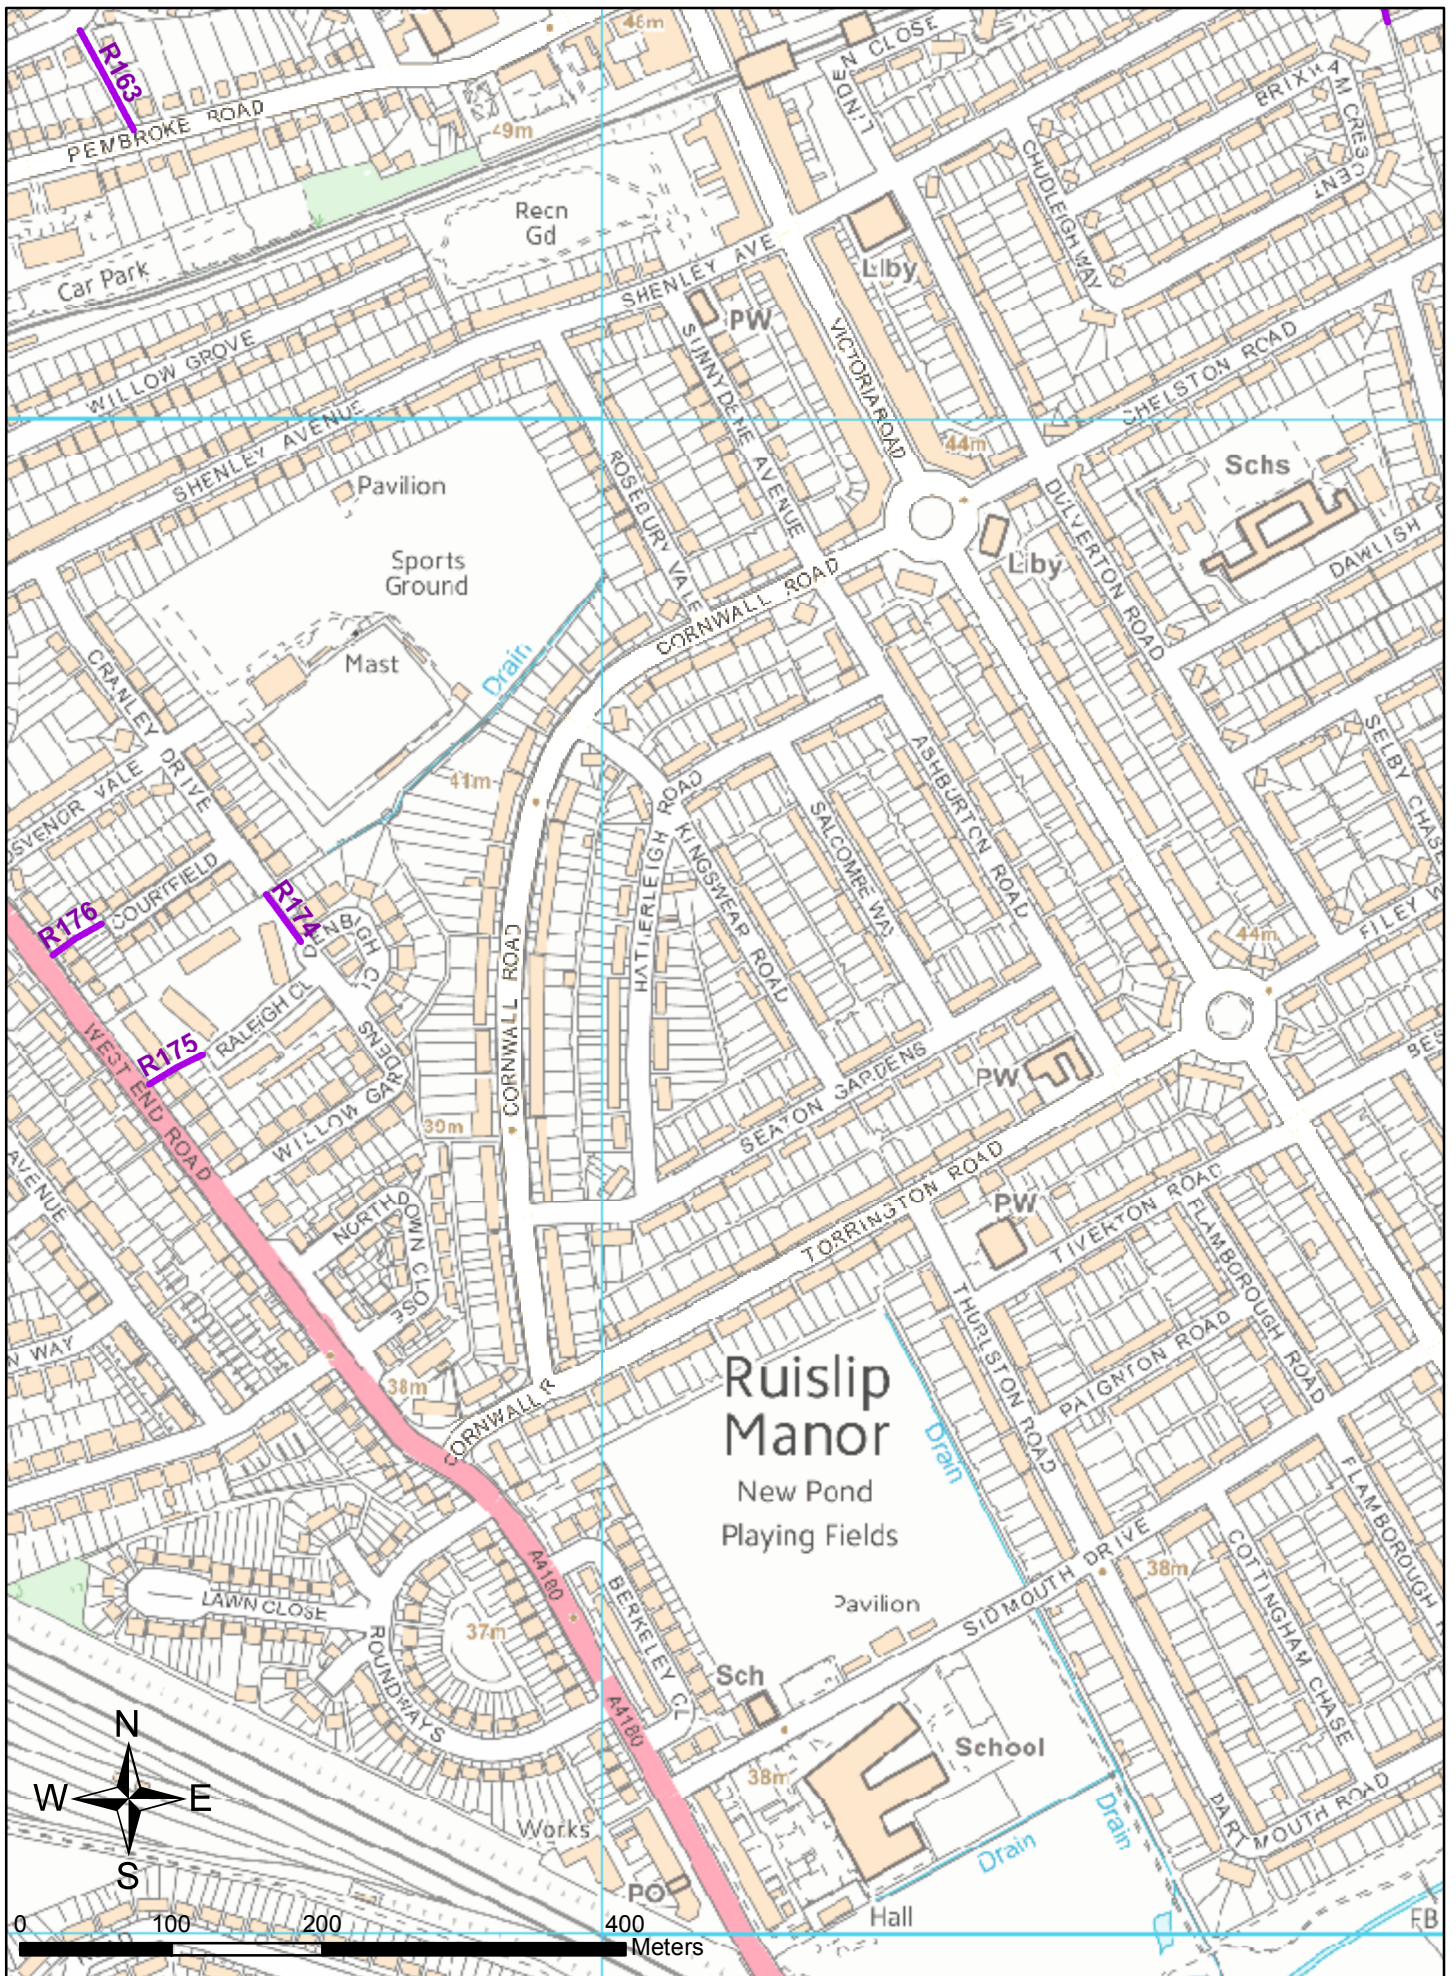 46m
R163
PEMBROKE ROAD
49m
LINDEN CLOSE
BRIXHAM CRESCENT
CHUDLEIGH WAY
Recn
Gd
Car Park
SHENLEY AVE
Liby
PW
WILLOW GROVE
SUNNYDENE AVENUE
VICTORIA ROAD
CHELSTON ROAD
SHENLEY AVENUE
44m
Pavilion
Schs
ROSEBURY VALE
DULVERTON ROAD
DAWLISH
Sports
Ground
Liby
CORNWALL ROAD
Mast
Drain
CRANLEY DRIVE
SELBY CHASE
41m
ASHBURTON ROAD
HATHERLEIGH ROAD
KINGSWEAR ROAD
SALCOMBE WAY
OSVENOR VALE
COURTFIELD
R176
R174
DENBIGH CL
FILEY
44m
CORNWALL ROAD
RALEIGH CL
R175
WEST END ROAD
WILLOW GARDENS
SEATON GARDENS
PW
39m
AVENUE
TORRINGTON ROAD
PW
TIVERTON ROAD
FLAMBOROUGH ROAD
NORTHDOWN CLOSE
N WAY
THURLSTON ROAD
PAIGNTON ROAD
38m
CORNWALL R
Ruislip
Manor
New Pond
Playing Fields
Drain
FLAMBOROUGH
A4180
BERKELEY CL
Pavilion
SIDMOUTH DRIVE
38m
COTTINGHAM CHASE
LAWN CLOSE
37m
ROUNDWAYS
Sch
A4180
School
38m
DARTMOUTH ROAD
N
W
E
S
Works
Drain
Drain
PO
Hall
FB
0
100
200
400
Meters